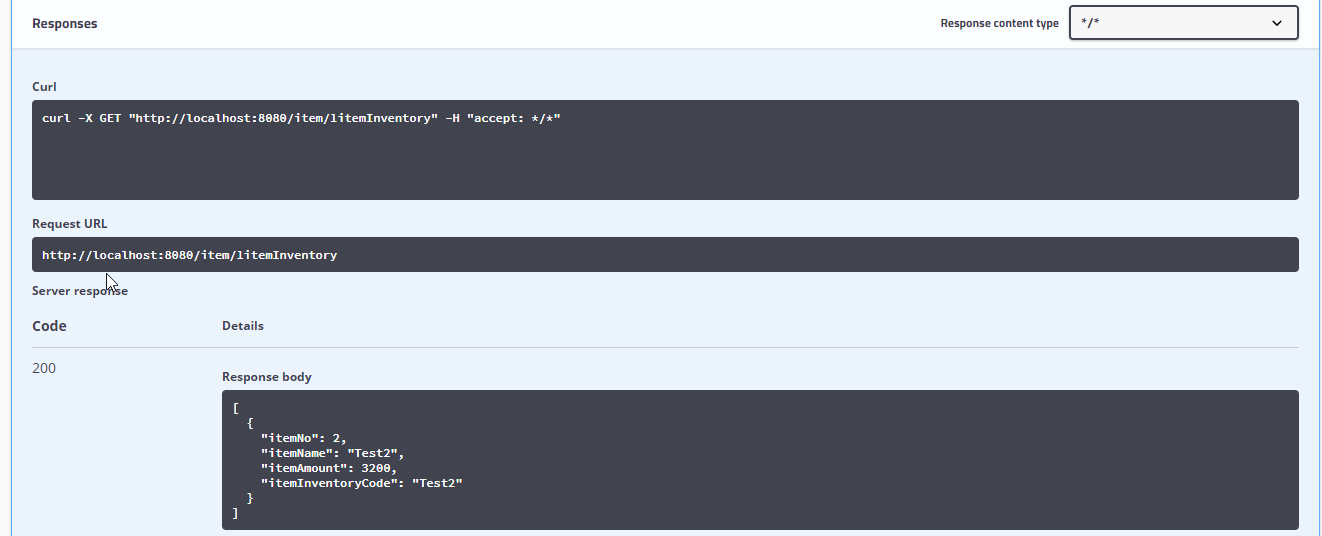 Responses
Response content type */*
Curl
curl -X GET "http://localhost:8080/item/litemInventory" -H "accept: */*"
Request URL
http://localhost:8080/item/litemInventory
Server response
Code Details
200
Response body
[
{
"itemNo": 2,
"itemName": "Test2",
"itemAmount": 3200,
"itemInventoryCode": "Test2"
}
]